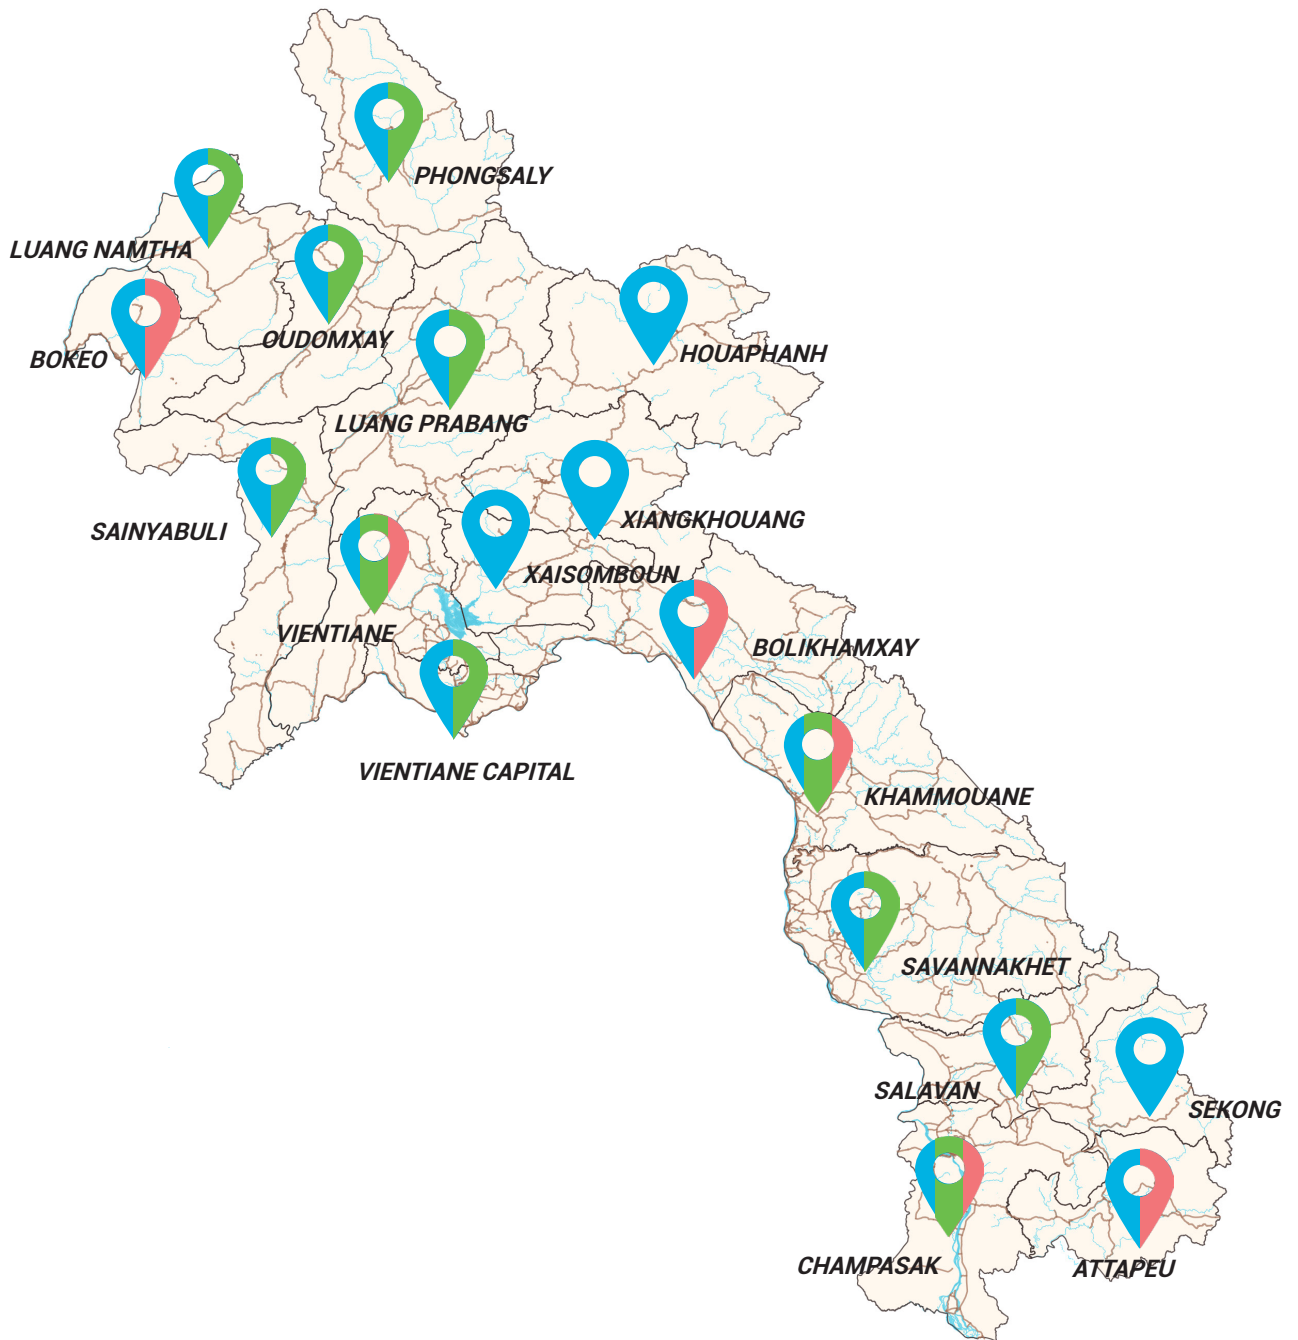 PHONGSALY
LUANG NAMTHA
OUDOMXAY
BOKEO
HOUAPHANH
LUANG PRABANG
XIANGKHOUANG
SAINYABULI
XAISOMBOUN
VIENTIANE
BOLIKHAMXAY
VIENTIANE CAPITAL
KHAMMOUANE
SAVANNAKHET
SALAVAN
SEKONG
CHAMPASAK
ATTAPEU